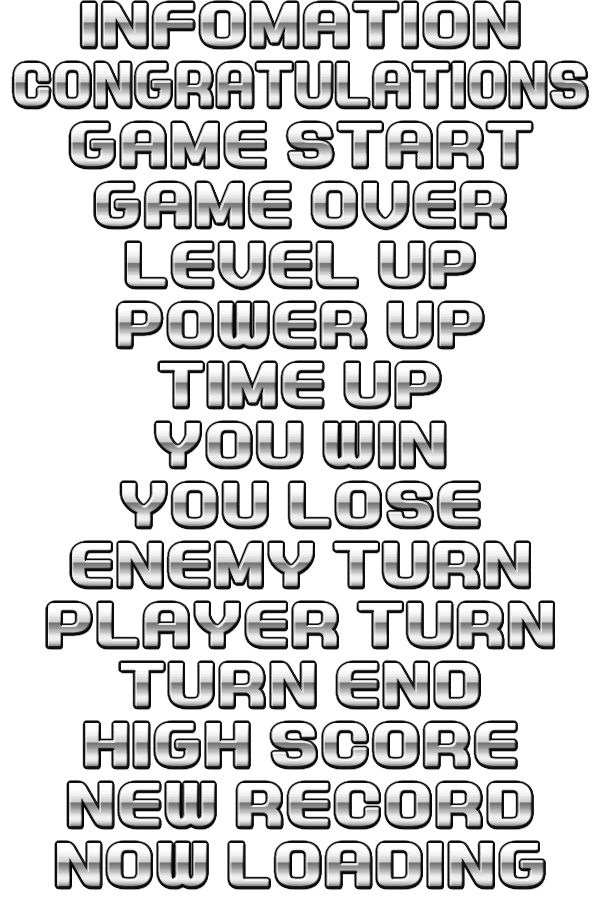 INFOMATION
CONGRATULATIONS
GAME START
GAME OVER
LEVEL UP
POWER UP
TIME UP
YOU WIN
YOU LOSE
ENEMY TURN
PLAYER TURN
TURN END
HIGH SCORE
NEW RECORD
NOW LOADING